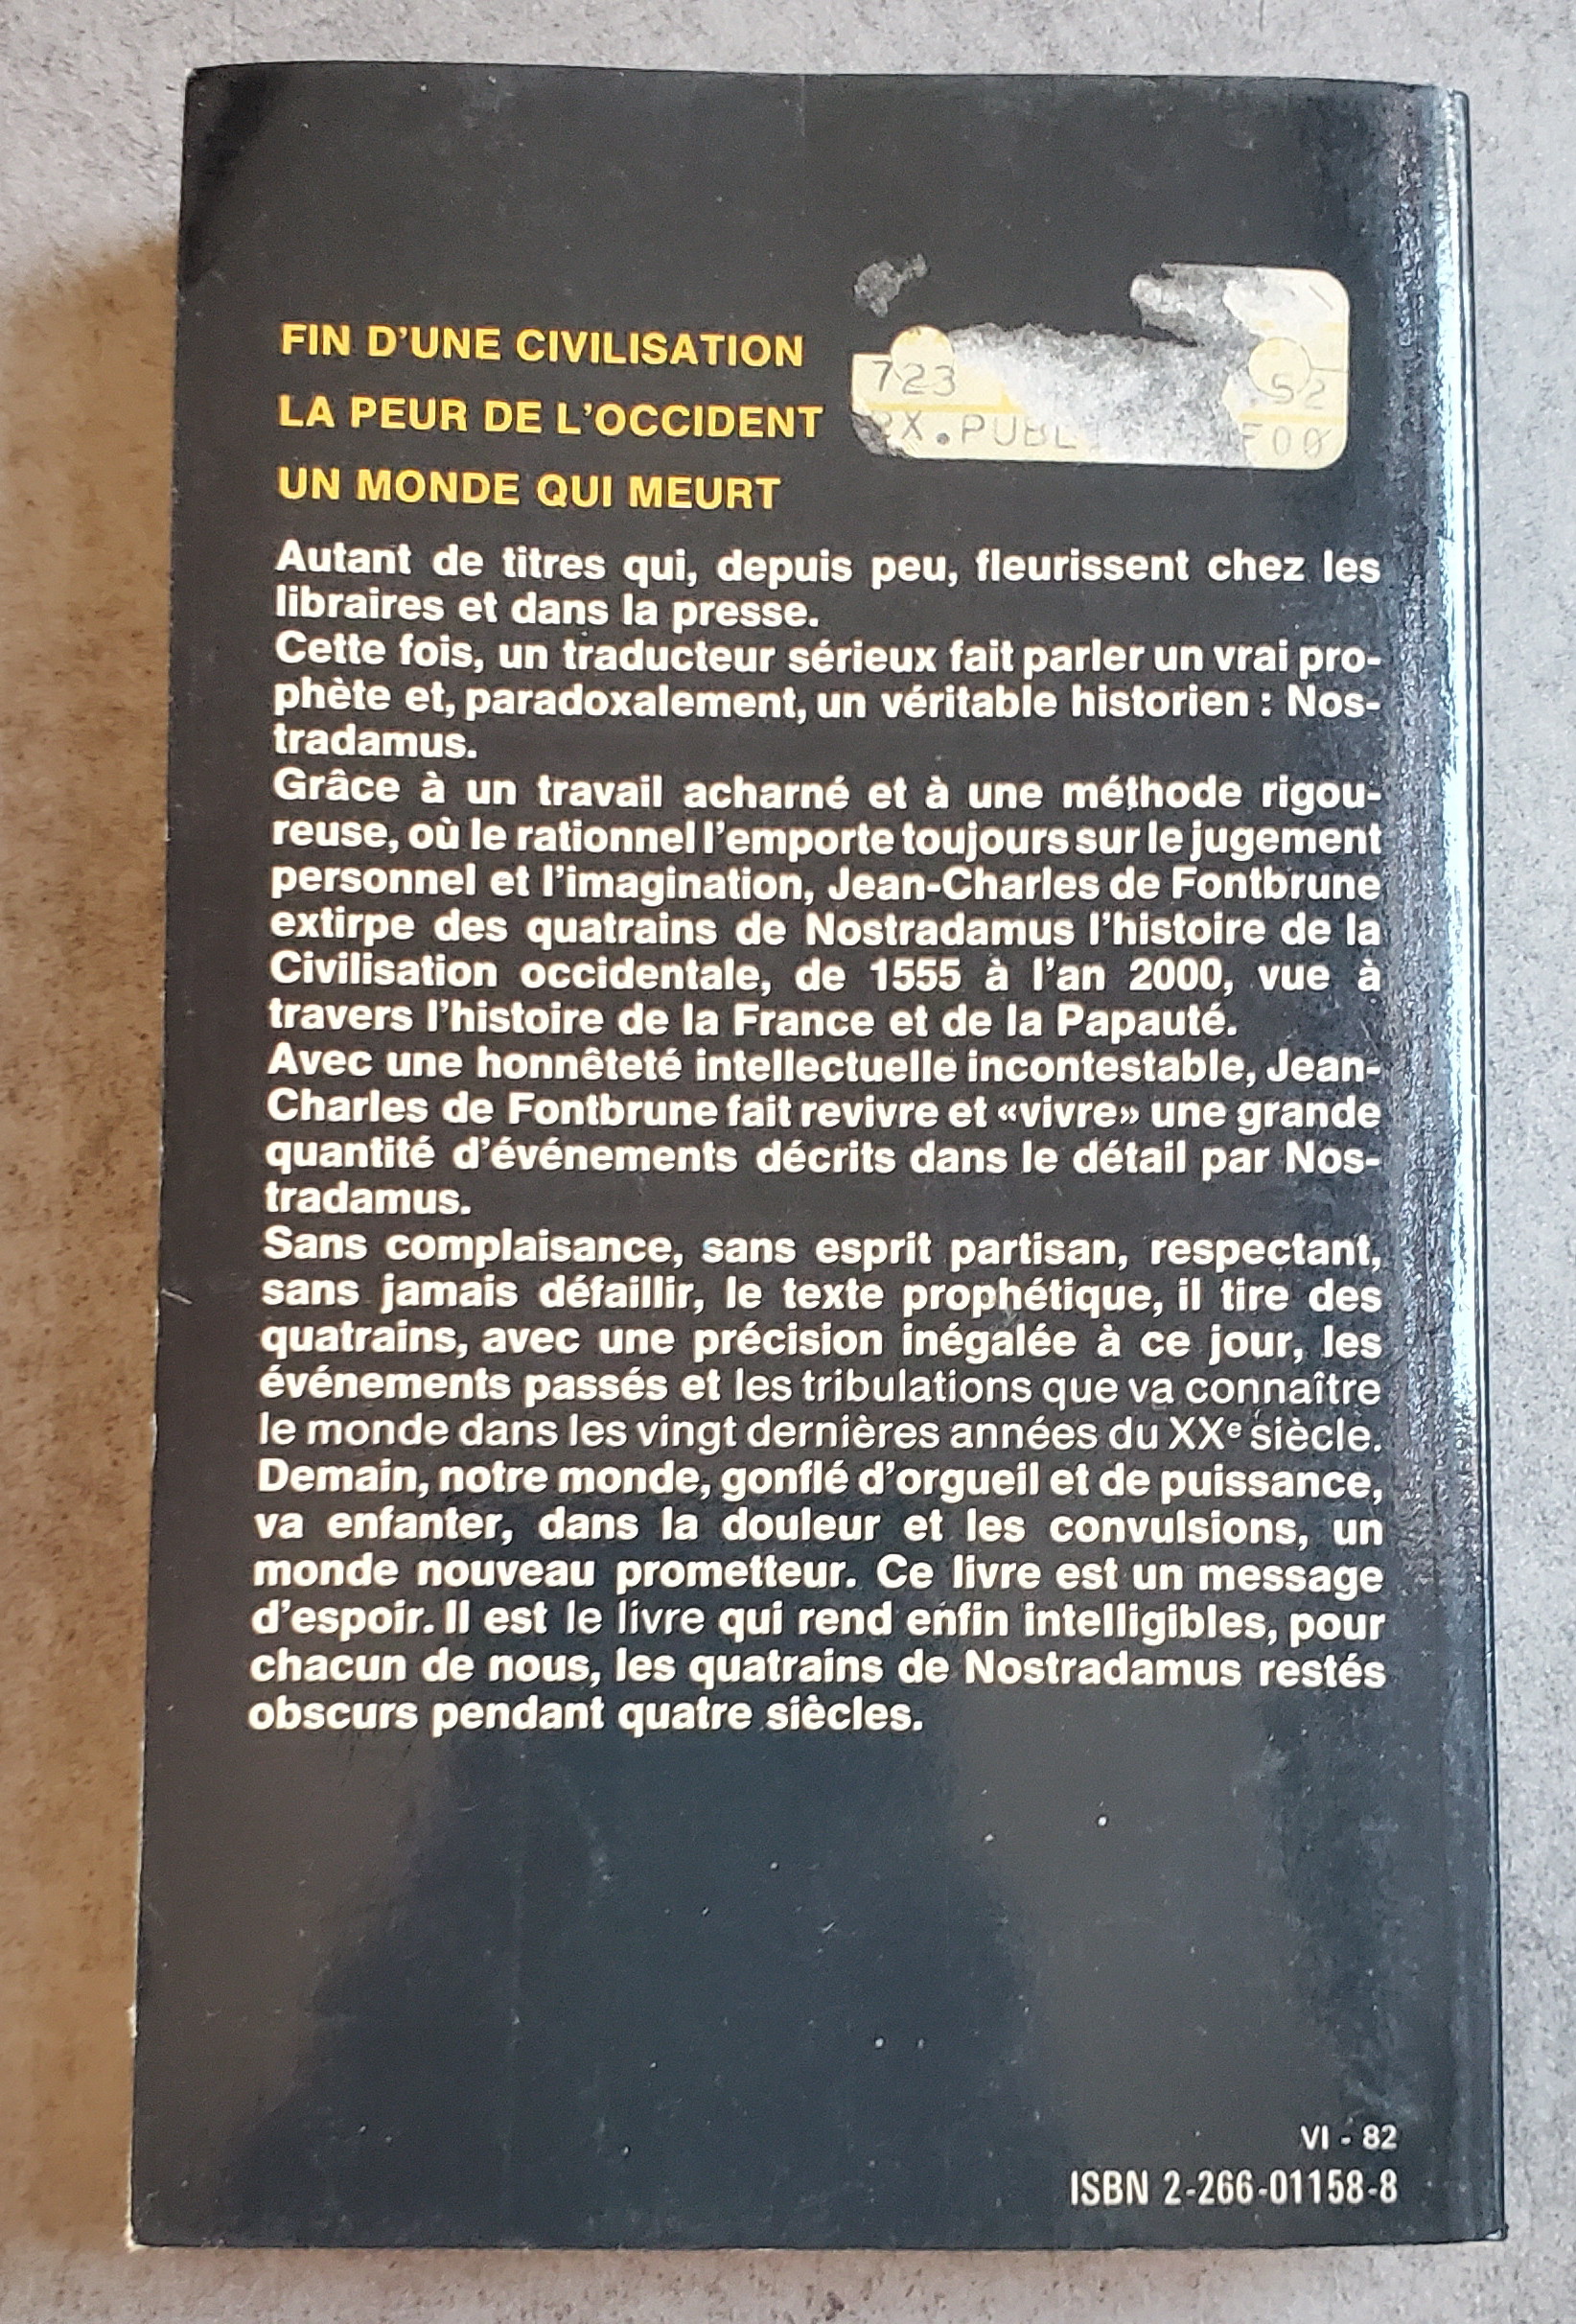 FIN D'UNE CIVILISATION
LA PEUR DE L'OCCIDENT
UN MONDE QUI MEURT
723
.52
X.PUBL
F00
Autant de titres qui, depuis peu, fleurissent chez les
libraires et dans la presse.
Cette fois, un traducteur sérieux fait parler un vrai pro-
phète et, paradoxalement, un véritable historien : Nos-
tradamus.
Grâce à un travail acharné et à une méthode rigou-
reuse, où le rationnel l'emporte toujours sur le jugement
personnel et l'imagination, Jean-Charles de Fontbrune
extirpe des quatrains de Nostradamus l'histoire de la
Civilisation occidentale, de 1555 à l'an 2000, vue à
travers l'histoire de la France et de la Papauté.
Avec une honnêteté intellectuelle incontestable, Jean-
Charles de Fontbrune fait revivre et «vivre» une grande
quantité d'événements décrits dans le détail par Nos-
tradamus.
Sans complaisance, sans esprit partisan, respectant,
sans jamais défaillir, le texte prophétique, il tire des
quatrains, avec une précision inégalée à ce jour, les
événements passés et les tribulations que va connaître
le monde dans les vingt dernières années du XXe siècle.
Demain, notre monde, gonflé d'orgueil et de puissance,
va enfanter, dans la douleur et les convulsions, un
monde nouveau prometteur. Ce livre est un message
d'espoir. Il est le livre qui rend enfin intelligibles, pour
chacun de nous, les quatrains de Nostradamus restés
obscurs pendant quatre siècles.
VI - 82
ISBN 2-266-01158-8